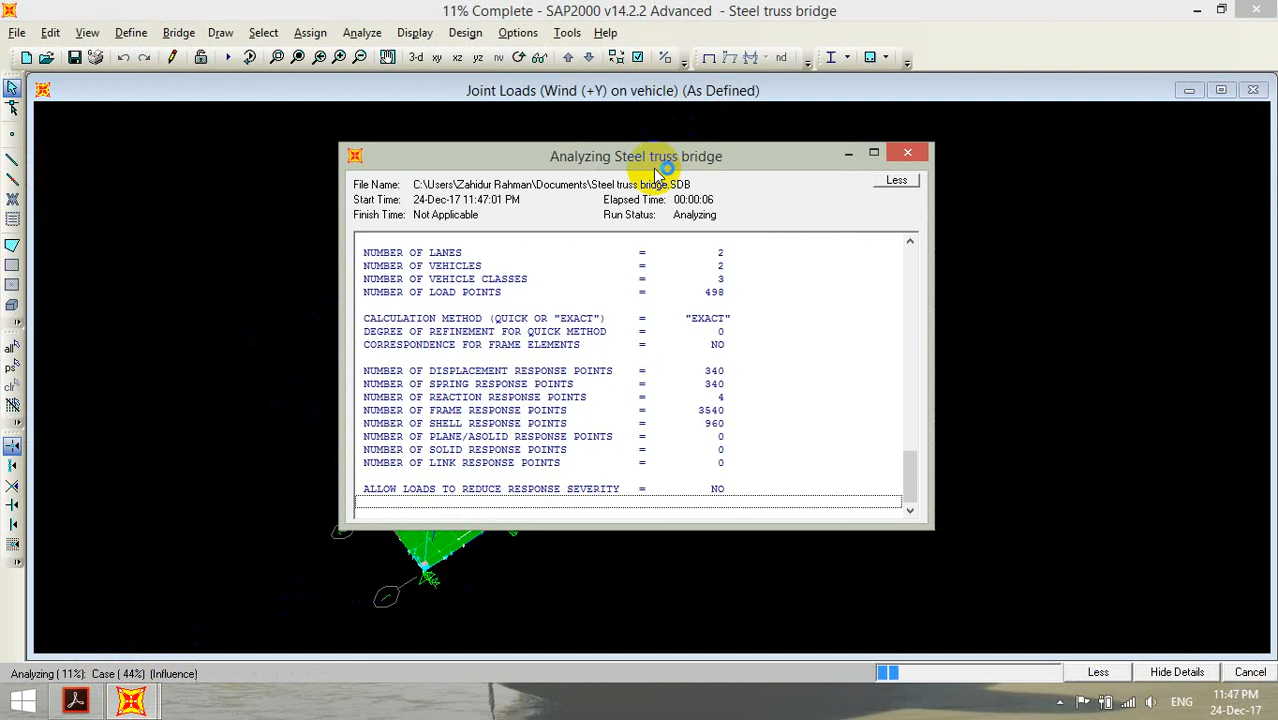 11% Complete - SAP2000 v14.2.2 Advanced - Steel truss bridge
File Edit View Define Bridge Draw Select Assign Analyze Display Design Options Tools Help
3-d xy xz yz nv nd
Joint Loads (Wind (+Y) on vehicle) (As Defined)
all
ps
clr
Analyzing Steel truss bridge
File Name: C:\Users\Zahidur Rahman\Documents\Steel truss bridge.SDB Less
Start Time: 24-Dec-17 11:47:01 PM Elapsed Time: 00:00:06
Finish Time: Not Applicable Run Status: Analyzing
NUMBER OF LANES = 2
NUMBER OF VEHICLES = 2
NUMBER OF VEHICLE CLASSES = 3
NUMBER OF LOAD POINTS = 498
CALCULATION METHOD (QUICK OR "EXACT") = "EXACT"
DEGREE OF REFINEMENT FOR QUICK METHOD = 0
CORRESPONDENCE FOR FRAME ELEMENTS = NO
NUMBER OF DISPLACEMENT RESPONSE POINTS = 340
NUMBER OF SPRING RESPONSE POINTS = 340
NUMBER OF REACTION RESPONSE POINTS = 4
NUMBER OF FRAME RESPONSE POINTS = 3540
NUMBER OF SHELL RESPONSE POINTS = 960
NUMBER OF PLANE/ASOLID RESPONSE POINTS = 0
NUMBER OF SOLID RESPONSE POINTS = 0
NUMBER OF LINK RESPONSE POINTS = 0
ALLOW LOADS TO REDUCE RESPONSE SEVERITY = NO
Analyzing ( 11%): Case ( 44%) (Influence) Less Hide Details Cancel
ENG 11:47 PM
24-Dec-17